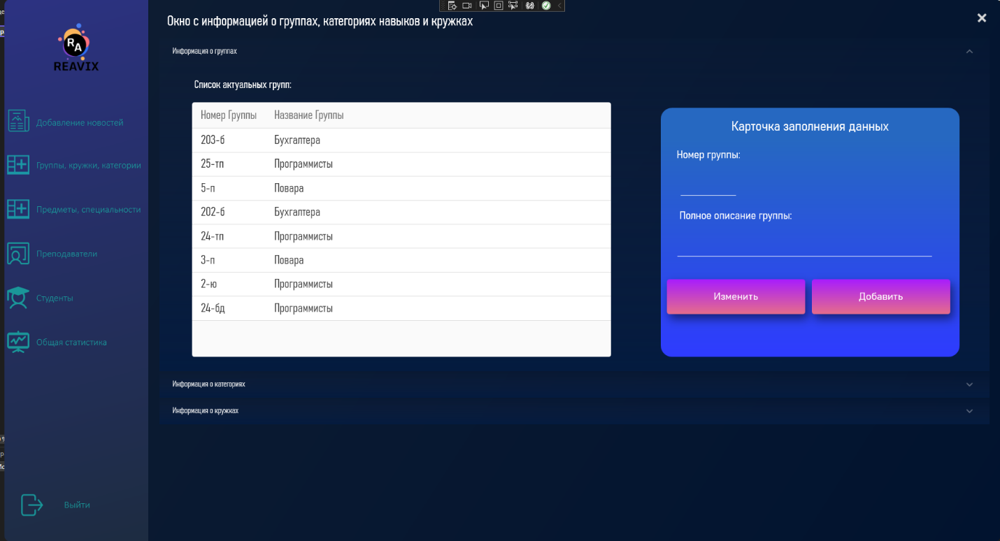 Окно с информацией о группах, категориях навыков и кружках
RA
REAVIX
Добавление новостей
Группы, кружки, категории
Предметы, специальности
Преподаватели
Студенты
Общая статистика
Выйти
Информация о группах
Список актуальных групп:
Номер Группы Название Группы
203-б Бухгалтера
25-тп Программисты
5-п Повара
202-б Бухгалтера
24-тп Программисты
3-п Повара
2-ю Программисты
24-бд Программисты
Карточка заполнения данных
Номер группы:
Полное описание группы:
Изменить Добавить
Информация о категориях
Информация о кружках